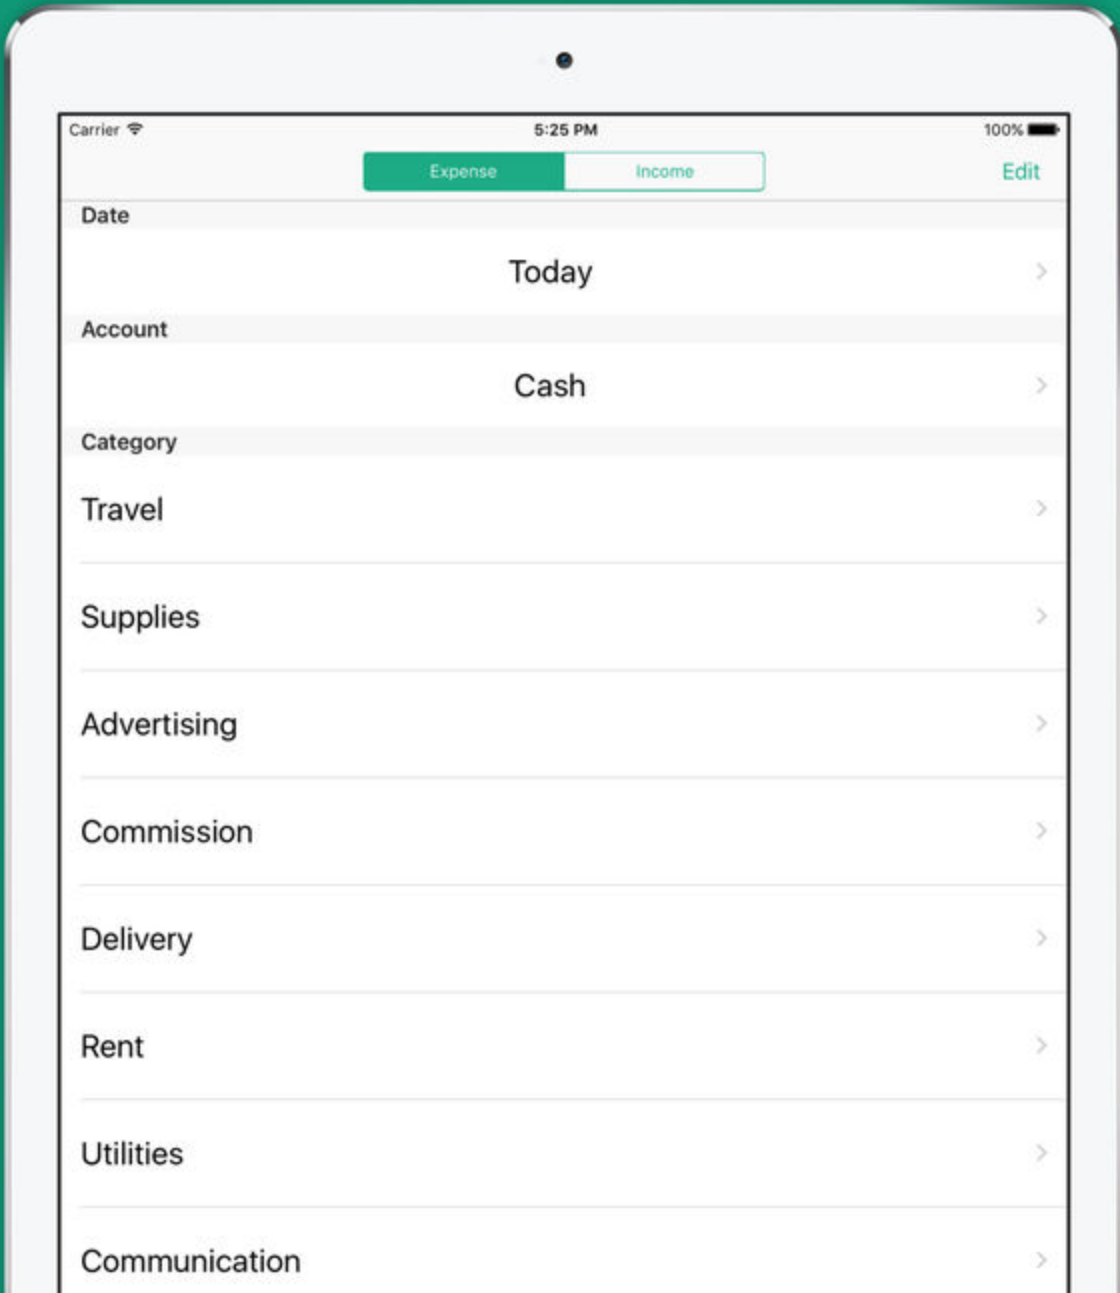 Carrier 5:25 PM 100%
Expense Income Edit
Date
Today
Account
Cash
Category
Travel
Supplies
Advertising
Commission
Delivery
Rent
Utilities
Communication